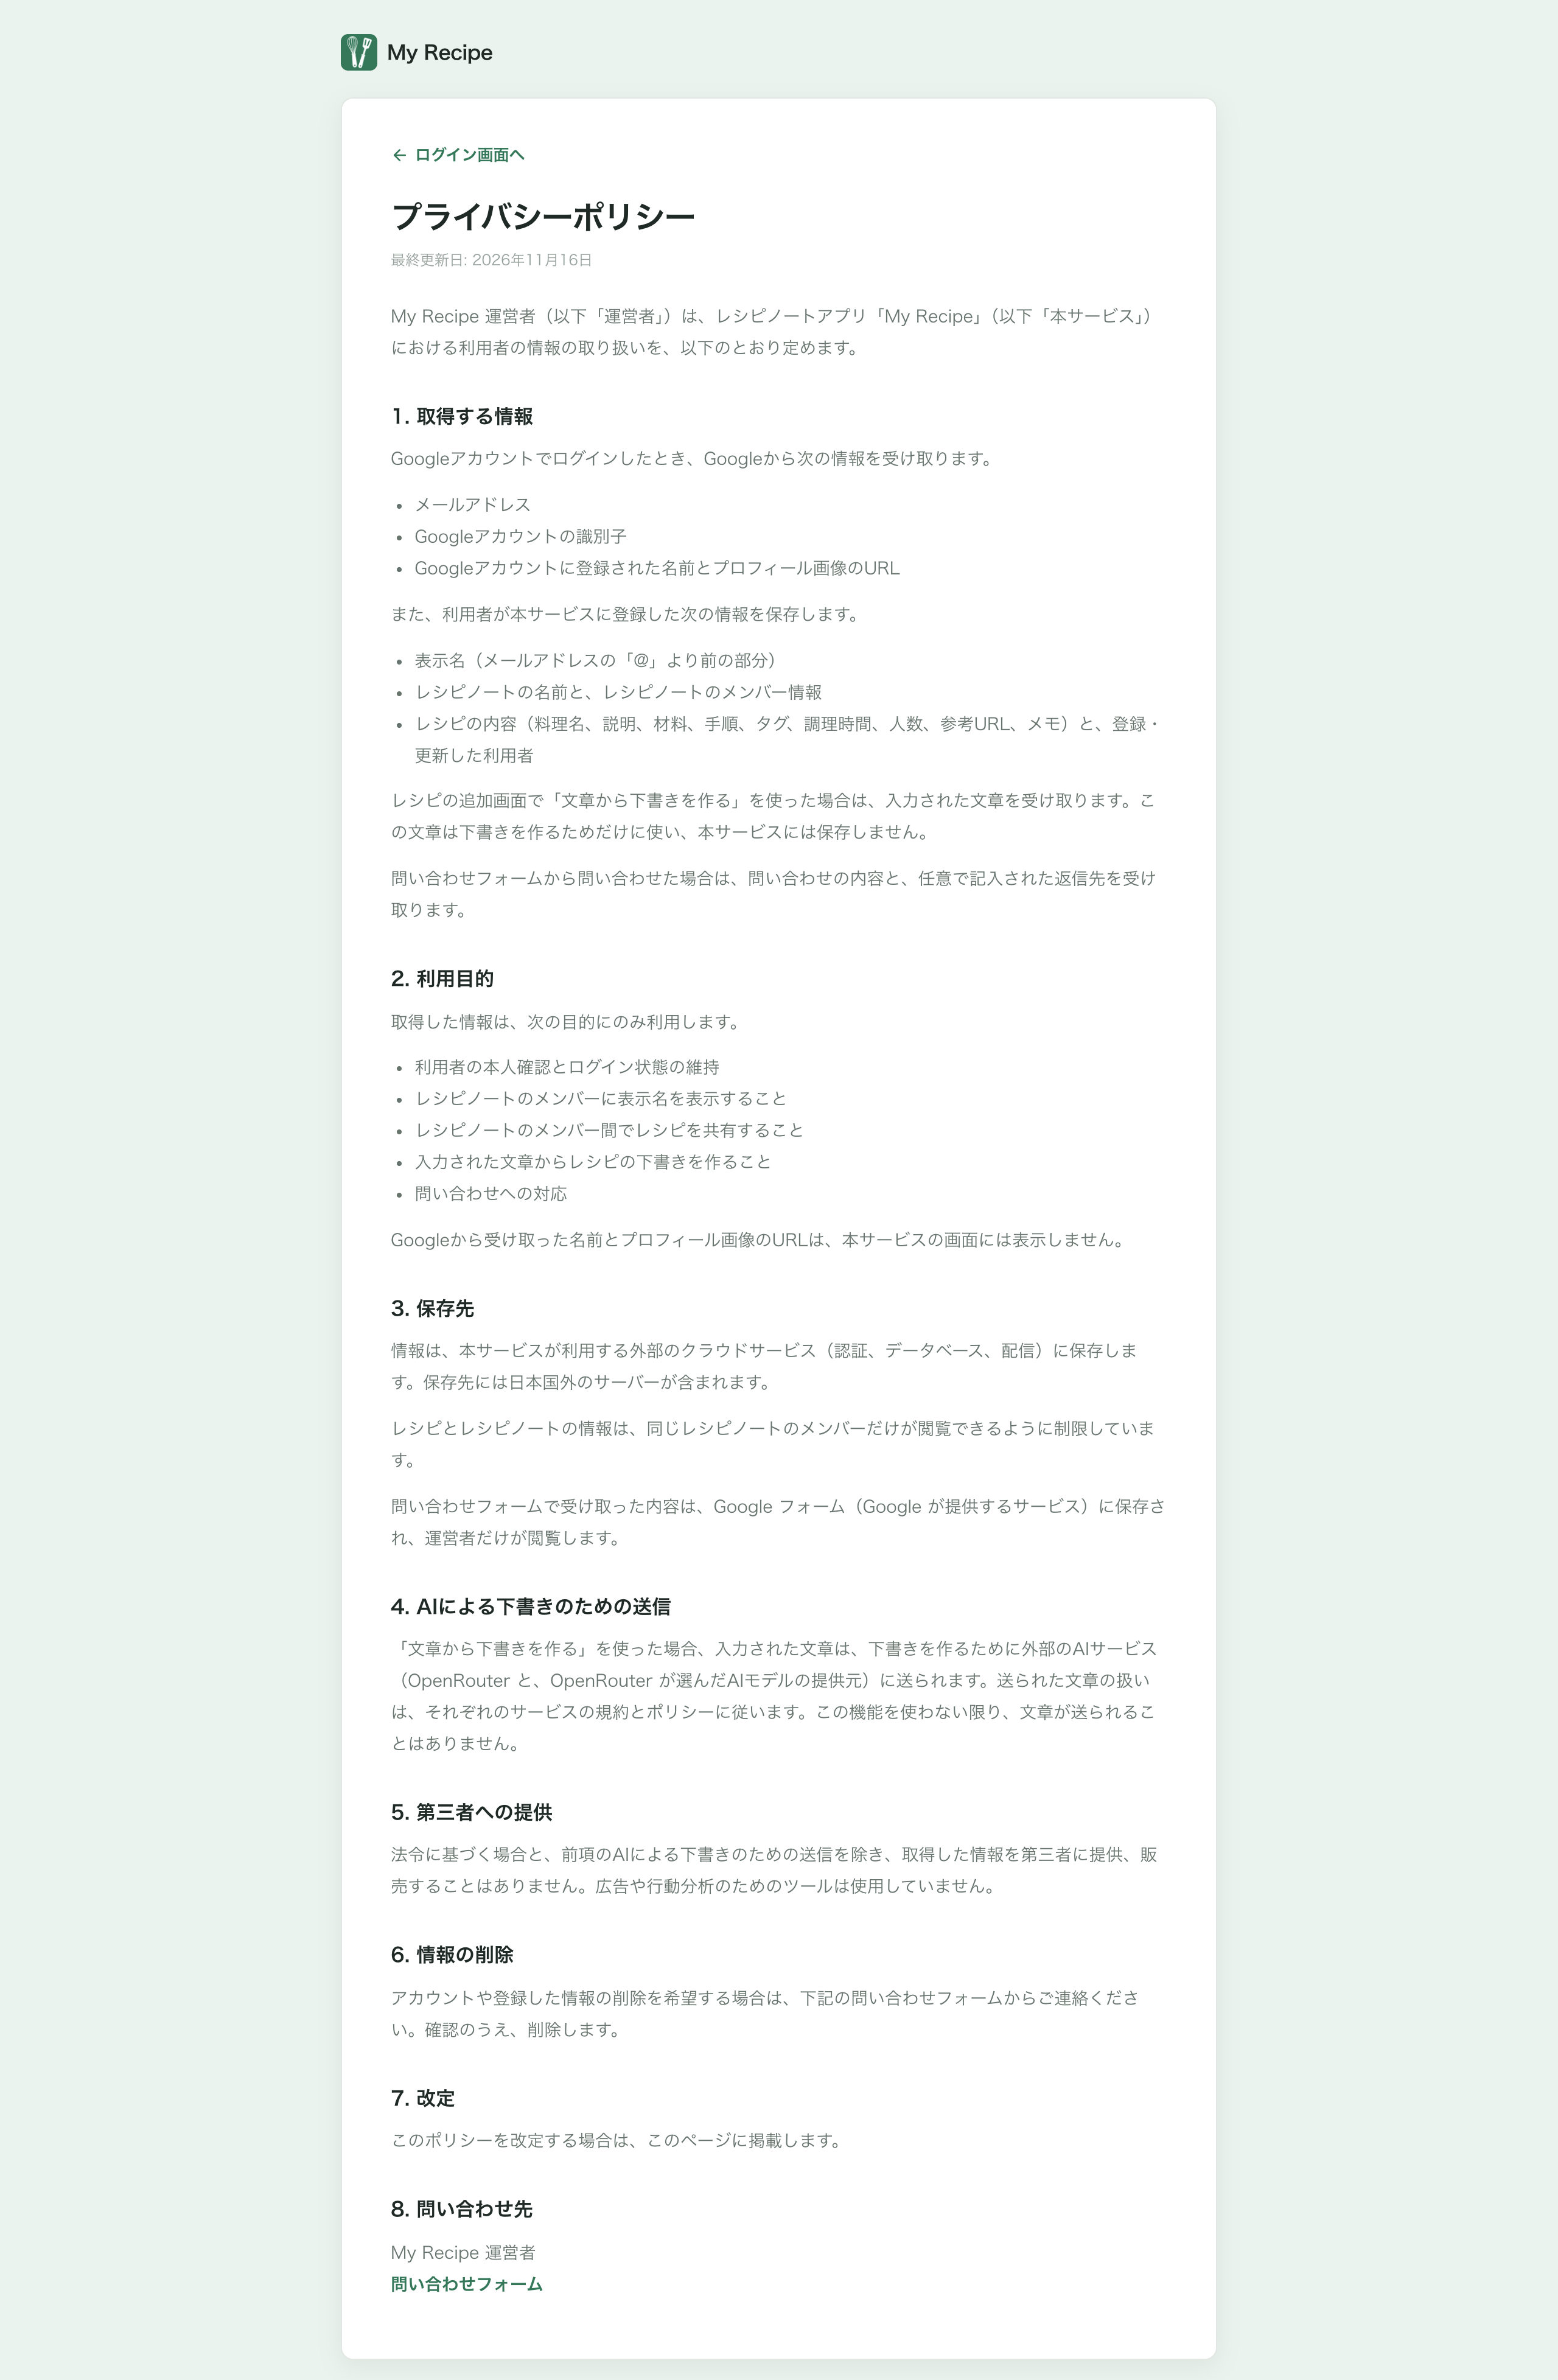 My Recipe
← ログイン画面へ
プライバシーポリシー
最終更新日: 2026年11月16日
My Recipe 運営者（以下「運営者」）は、レシピノートアプリ「My Recipe」（以下「本サービス」）
における利用者の情報の取り扱いを、以下のとおり定めます。
1. 取得する情報
Googleアカウントでログインしたとき、Googleから次の情報を受け取ります。
• メールアドレス
• Googleアカウントの識別子
• Googleアカウントに登録された名前とプロフィール画像のURL
また、利用者が本サービスに登録した次の情報を保存します。
• 表示名（メールアドレスの「@」より前の部分）
• レシピノートの名前と、レシピノートのメンバー情報
• レシピの内容（料理名、説明、材料、手順、タグ、調理時間、人数、参考URL、メモ）と、登録・
更新した利用者
レシピの追加画面で「文章から下書きを作る」を使った場合は、入力された文章を受け取ります。こ
の文章は下書きを作るためだけに使い、本サービスには保存しません。
問い合わせフォームから問い合わせた場合は、問い合わせの内容と、任意で記入された返信先を受け
取ります。
2. 利用目的
取得した情報は、次の目的にのみ利用します。
• 利用者の本人確認とログイン状態の維持
• レシピノートのメンバーに表示名を表示すること
• レシピノートのメンバー間でレシピを共有すること
• 入力された文章からレシピの下書きを作ること
• 問い合わせへの対応
Googleから受け取った名前とプロフィール画像のURLは、本サービスの画面には表示しません。
3. 保存先
情報は、本サービスが利用する外部のクラウドサービス（認証、データベース、配信）に保存しま
す。保存先には日本国外のサーバーが含まれます。
レシピとレシピノートの情報は、同じレシピノートのメンバーだけが閲覧できるように制限していま
す。
問い合わせフォームで受け取った内容は、Google フォーム（Google が提供するサービス）に保存さ
れ、運営者だけが閲覧します。
4. AIによる下書きのための送信
「文章から下書きを作る」を使った場合、入力された文章は、下書きを作るために外部のAIサービス
（OpenRouter と、OpenRouter が選んだAIモデルの提供元）に送られます。送られた文章の扱い
は、それぞれのサービスの規約とポリシーに従います。この機能を使わない限り、文章が送られるこ
とはありません。
5. 第三者への提供
法令に基づく場合と、前項のAIによる下書きのための送信を除き、取得した情報を第三者に提供、販
売することはありません。広告や行動分析のためのツールは使用していません。
6. 情報の削除
アカウントや登録した情報の削除を希望する場合は、下記の問い合わせフォームからご連絡くださ
い。確認のうえ、削除します。
7. 改定
このポリシーを改定する場合は、このページに掲載します。
8. 問い合わせ先
My Recipe 運営者
問い合わせフォーム